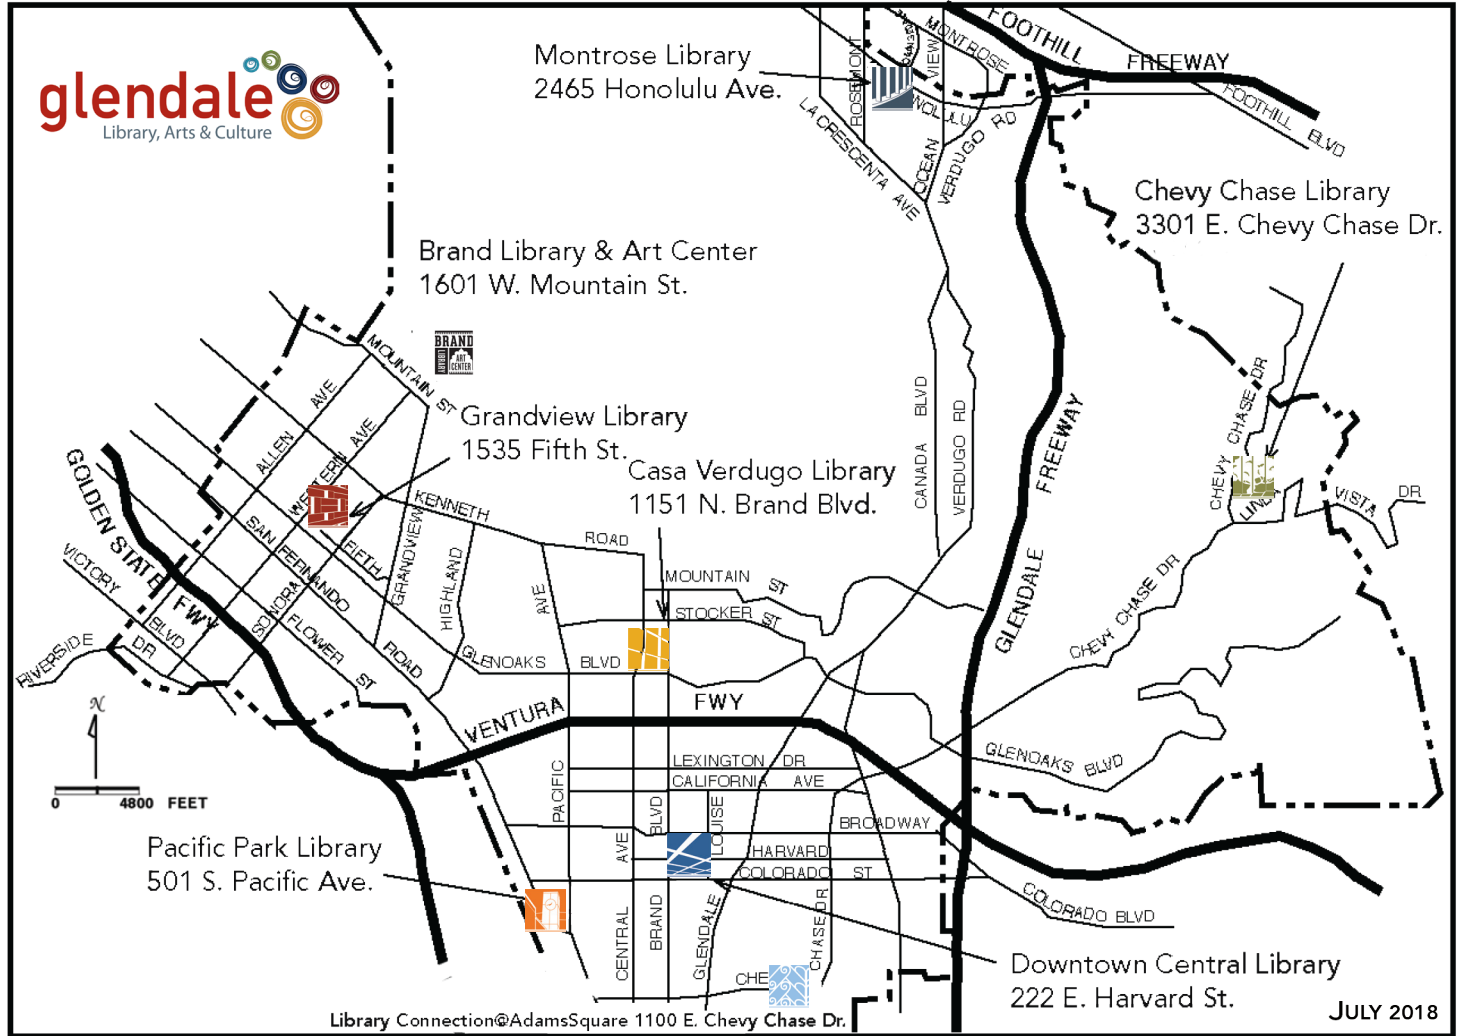 glendale
Library, Arts & Culture
Montrose Library
2465 Honolulu Ave.
ROSEMONT
MONTROSE
OCEAN VIEW
FOOTHILL
FREEWAY
FOOTHILL BLVD
VERDUGO RD
LA CRESCENTA AVE
Chevy Chase Library
3301 E. Chevy Chase Dr.
Brand Library & Art Center
1601 W. Mountain St.
BRAND
LIBRARY
ART
CENTER
MOUNTAIN ST
Grandview Library
1535 Fifth St.
Casa Verdugo Library
1151 N. Brand Blvd.
ALLEN AVE
WESTERN AVE
CANADA BLVD
VERDUGO RD
GLENDALE FREEWAY
CHEVY CHASE DR
LINDA
VISTA
DR
GOLDEN STATE FWY
SAN FERNANDO ROAD
KENNETH
ROAD
FIFTH
GRANDVIEW
HIGHLAND
AVE
MOUNTAIN ST
STOCKER ST
VICTORY BLVD
SONORA
FLOWER ST
RIVERSIDE DR
GLENOAKS BLVD
CHEVY CHASE DR
N
0 4800 FEET
VENTURA
FWY
GLENOAKS BLVD
LEXINGTON DR
CALIFORNIA AVE
PACIFIC
BLVD
LOUISE
BROADWAY
AVE
HARVARD
COLORADO ST
COLORADO BLVD
Pacific Park Library
501 S. Pacific Ave.
CENTRAL
BRAND
GLENDALE
CHASE DR
CHE
Downtown Central Library
222 E. Harvard St.
Library Connection@AdamsSquare 1100 E. Chevy Chase Dr.
JULY 2018